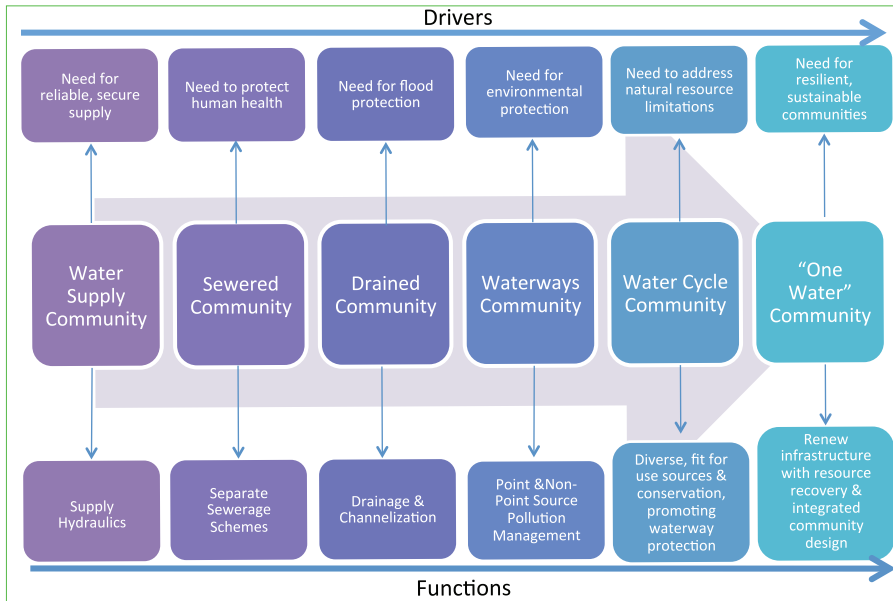 Drivers
Need for
reliable, secure
supply
Need to protect
human health
Need for flood
protection
Need for
environmental
protection
Need to address
natural resource
limitations
Need for
resilient,
sustainable
communities
Water
Supply
Community
Sewered
Community
Drained
Community
Waterways
Community
Water Cycle
Community
“One
Water”
Community
Supply
Hydraulics
Separate
Sewerage
Schemes
Drainage &
Channelization
Point &Non-
Point Source
Pollution
Management
Diverse, fit for
use sources &
conservation,
promoting
waterway
protection
Renew
infrastructure
with resource
recovery &
integrated
community
design
Functions